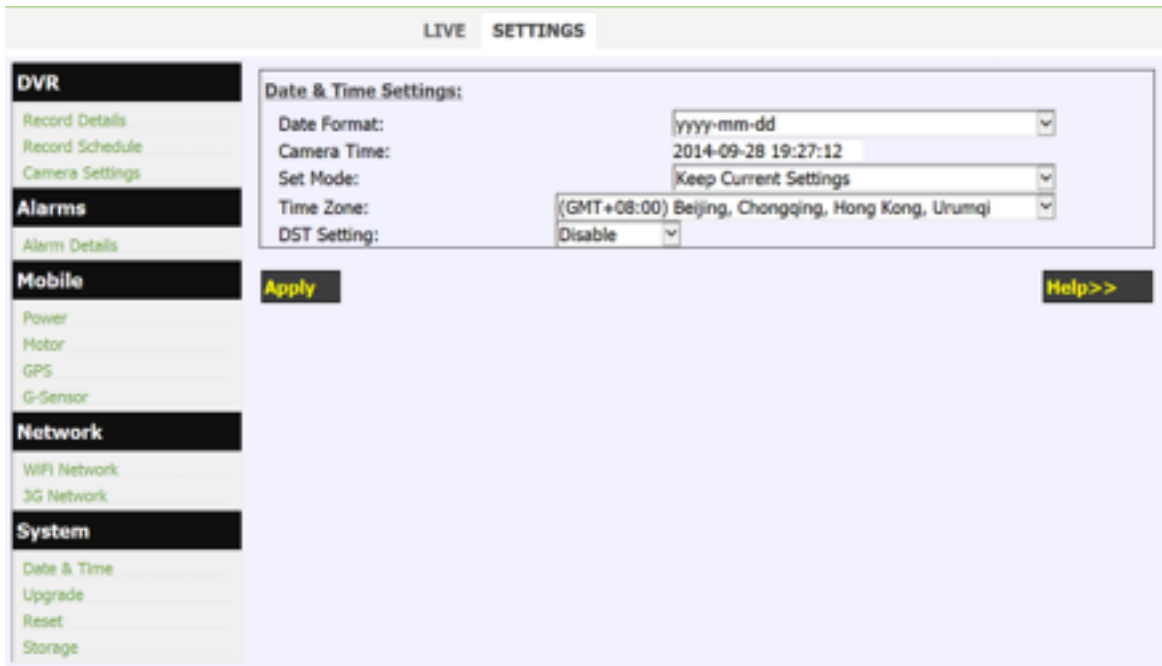 LIVE SETTINGS
DVR
Record Details
Record Schedule
Camera Settings
Alarms
Alarm Details
Mobile
Power
Motor
GPS
G-Sensor
Network
WiFi Network
3G Network
System
Date & Time
Upgrade
Reset
Storage
Date & Time Settings:
Date Format: yyyy-mm-dd
Camera Time: 2014-09-28 19:27:12
Set Mode: Keep Current Settings
Time Zone: (GMT+08:00) Beijing, Chongqing, Hong Kong, Urumqi
DST Setting: Disable
Apply Help>>